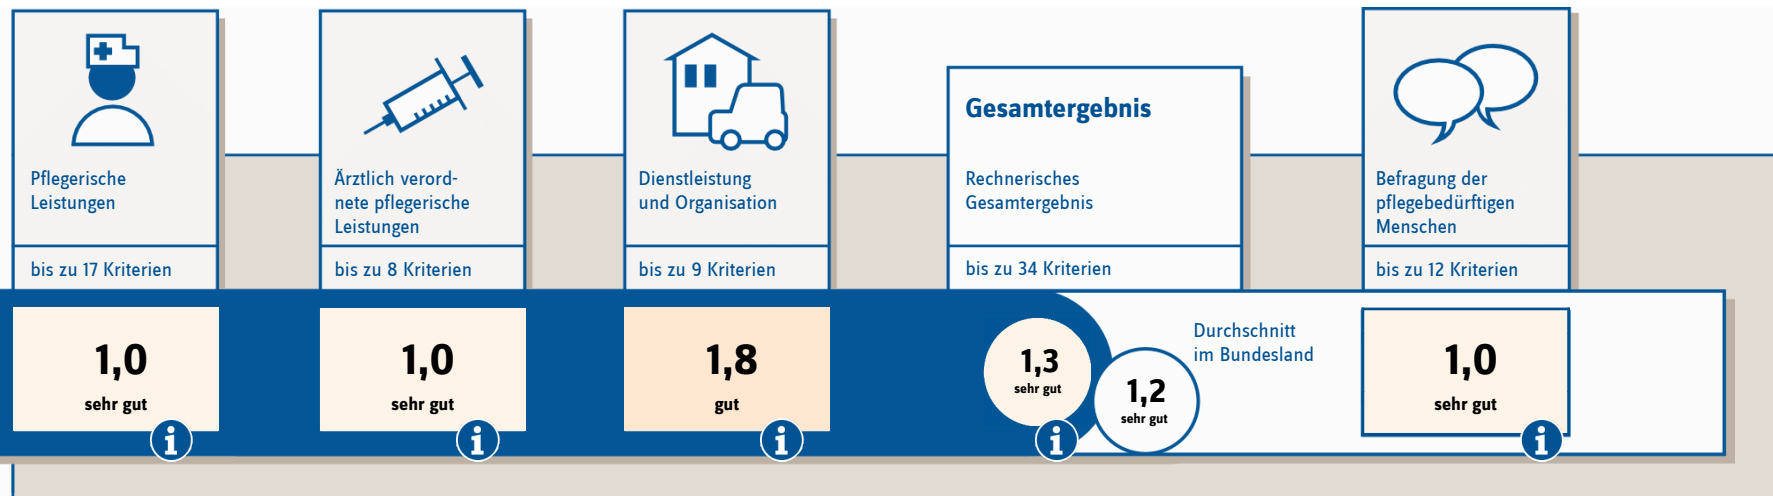 Pflegerische
Leistungen
bis zu 17 Kriterien
1,0
sehr gut
i
Ärztlich verord-
nete pflegerische
Leistungen
bis zu 8 Kriterien
1,0
sehr gut
i
Dienstleistung
und Organisation
bis zu 9 Kriterien
1,8
gut
i
Gesamtergebnis
Rechnerisches
Gesamtergebnis
bis zu 34 Kriterien
1,3
sehr gut
i
1,2
sehr gut
Durchschnitt
im Bundesland
Befragung der
pflegebedürftigen
Menschen
bis zu 12 Kriterien
1,0
sehr gut
i